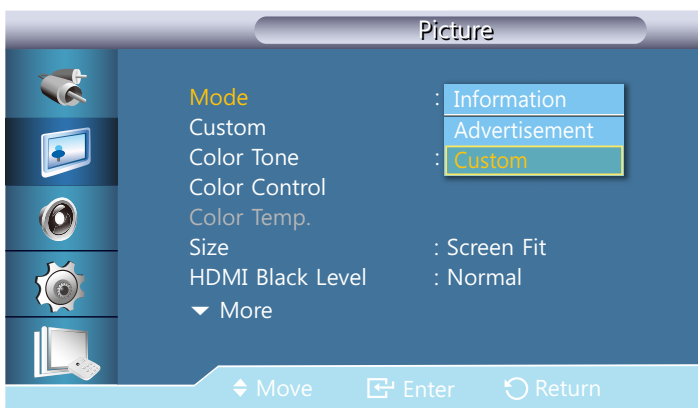 Picture
Mode : Information
Custom Advertisement
Color Tone : Custom
Color Control
Color Temp.
Size : Screen Fit
HDMI Black Level : Normal
More
Move Enter Return